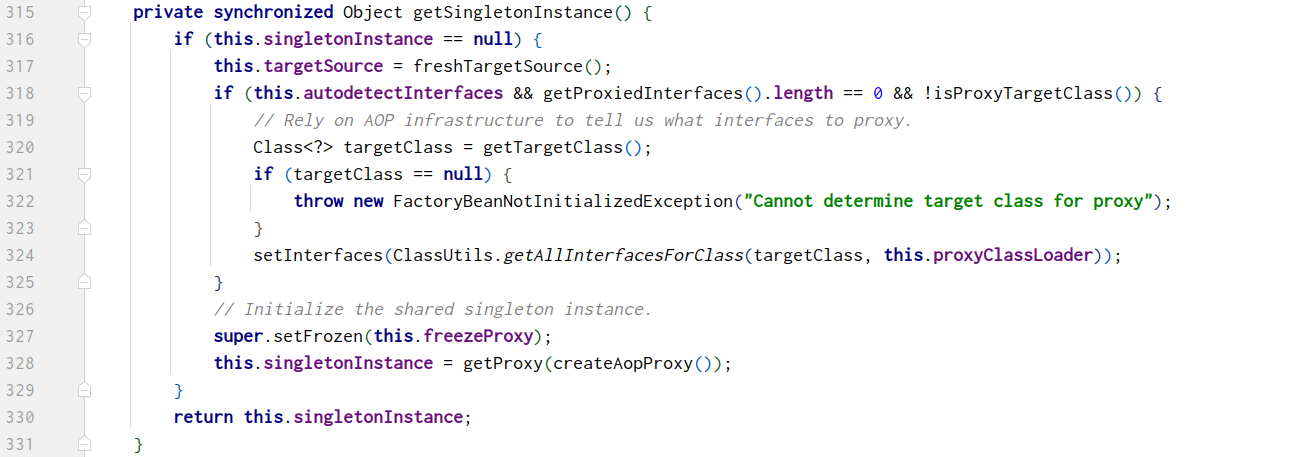 315 private synchronized Object getSingletonInstance() {
316 if (this.singletonInstance == null) {
317 this.targetSource = freshTargetSource();
318 if (this.autodetectInterfaces && getProxiedInterfaces().length == 0 && !isProxyTargetClass()) {
319 // Rely on AOP infrastructure to tell us what interfaces to proxy.
320 Class<?> targetClass = getTargetClass();
321 if (targetClass == null) {
322 throw new FactoryBeanNotInitializedException("Cannot determine target class for proxy");
323 }
324 setInterfaces(ClassUtils.getAllInterfacesForClass(targetClass, this.proxyClassLoader));
325 }
326 // Initialize the shared singleton instance.
327 super.setFrozen(this.freezeProxy);
328 this.singletonInstance = getProxy(createAopProxy());
329 }
330 return this.singletonInstance;
331 }